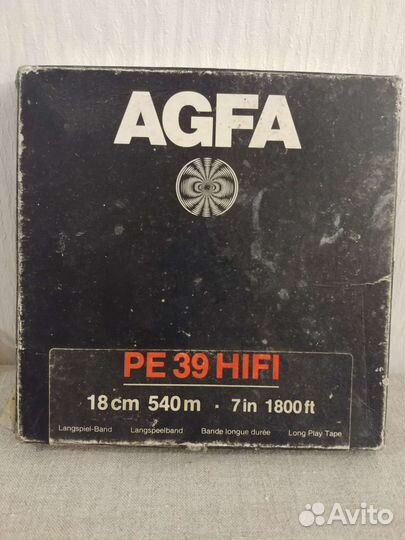 AGFA
PE 39 HIFI
18 cm 540 m · 7 in 1800 ft
Langspiel-Band Langspeelband Bande longue durée Long Play Tape
Avito